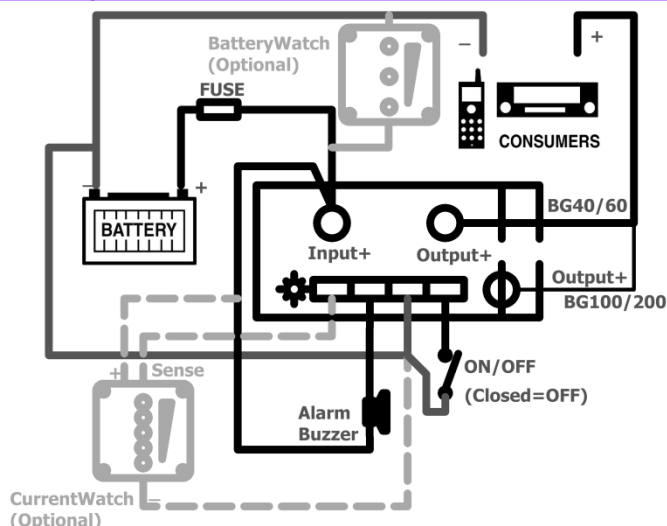 BatteryWatch
(Optional)
−
+
FUSE
CONSUMERS
−
+
BATTERY
BG40/60
Input+
Output+
Output+
BG100/200
+
Sense
ON/OFF
(Closed=OFF)
Alarm
Buzzer
CurrentWatch
−
(Optional)